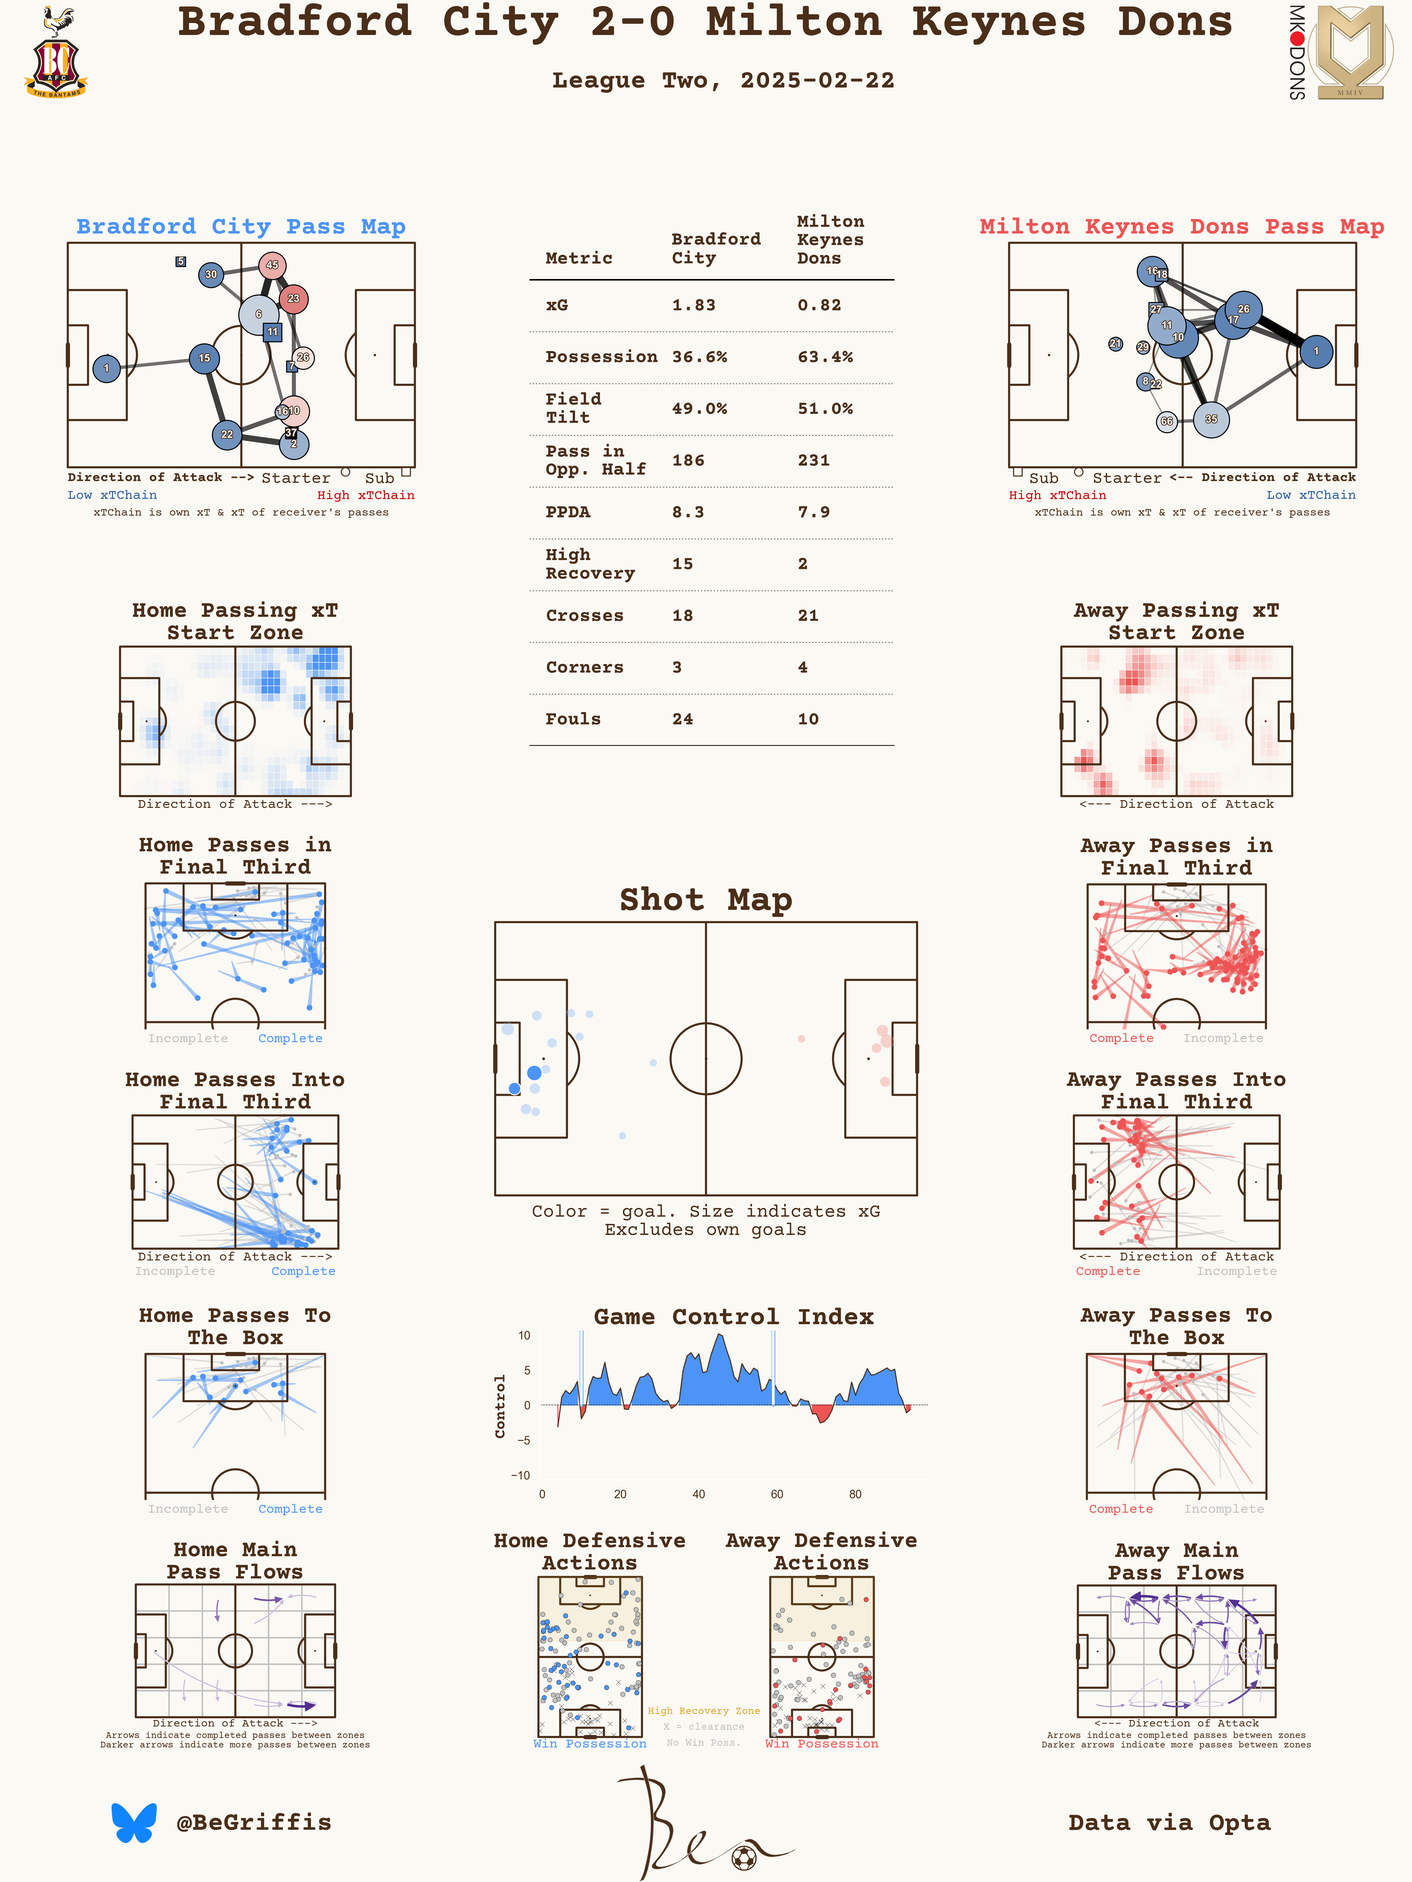 Bradford City 2-0 Milton Keynes Dons
League Two, 2025-02-22
AFC
THE BANTAMS
MK DONS
MMIV
Bradford City Pass Map
5
30
45
23
6
11
26
7
15
1
16
10
37
22
2
Direction of Attack --> Starter Sub
Low xTChain High xTChain
xTChain is own xT & xT of receiver's passes
Metric Bradford City Milton Keynes Dons
xG 1.83 0.82
Possession 36.6% 63.4%
Field Tilt 49.0% 51.0%
Pass in Opp. Half 186 231
PPDA 8.3 7.9
High Recovery 15 2
Crosses 18 21
Corners 3 4
Fouls 24 10
Milton Keynes Dons Pass Map
16
18
27
26
17
11
10
21
29
1
8
22
66
35
Sub Starter <-- Direction of Attack
High xTChain Low xTChain
xTChain is own xT & xT of receiver's passes
Home Passing xT
Start Zone
Direction of Attack --->
Away Passing xT
Start Zone
<--- Direction of Attack
Home Passes in
Final Third
Incomplete Complete
Away Passes in
Final Third
Complete Incomplete
Shot Map
Color = goal. Size indicates xG
Excludes own goals
Home Passes Into
Final Third
Direction of Attack --->
Incomplete Complete
Away Passes Into
Final Third
<--- Direction of Attack
Complete Incomplete
Home Passes To
The Box
Incomplete Complete
Game Control Index
Control
10
5
0
−5
−10
0 20 40 60 80
Away Passes To
The Box
Complete Incomplete
Home Main
Pass Flows
Direction of Attack --->
Arrows indicate completed passes between zones
Darker arrows indicate more passes between zones
Home Defensive
Actions
Win Possession
High Recovery Zone
X = clearance
No Win Poss.
Away Defensive
Actions
Win Possession
Away Main
Pass Flows
<--- Direction of Attack
Arrows indicate completed passes between zones
Darker arrows indicate more passes between zones
@BeGriffis
Ben
Data via Opta